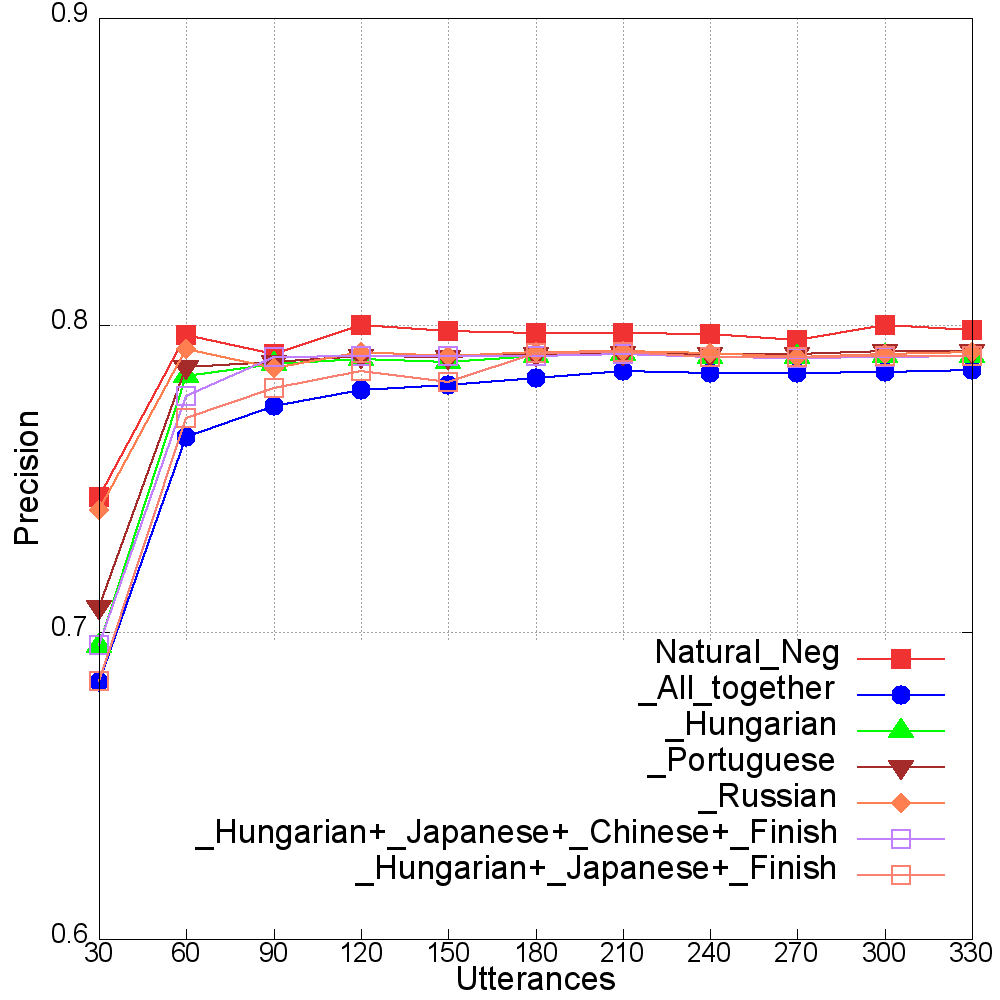 0.9
0.8
0.7
0.6
Precision
Natural_Neg
_All_together
_Hungarian
_Portuguese
_Russian
_Hungarian+_Japanese+_Chinese+_Finish
_Hungarian+_Japanese+_Finish
30 60 90 120 150 180 210 240 270 300 330
Utterances